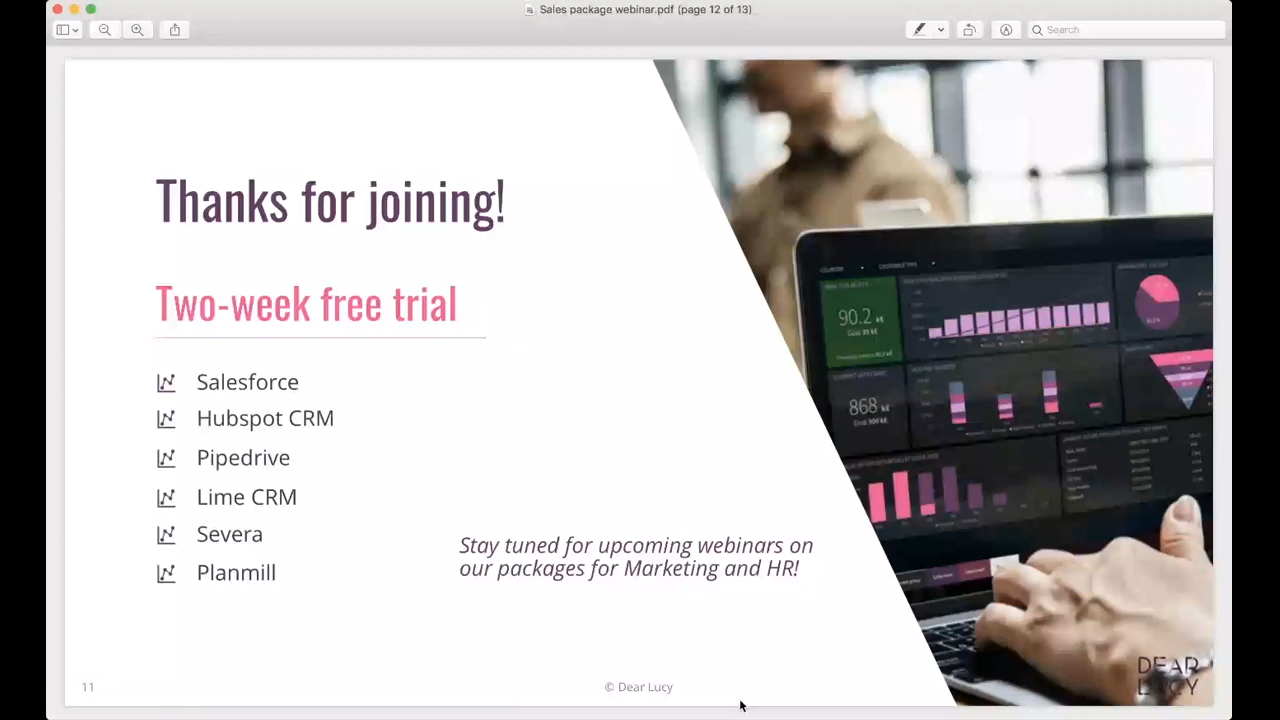 Sales package webinar.pdf (page 12 of 13)
Search
Thanks for joining!
Two-week free trial
Salesforce
Hubspot CRM
Pipedrive
Lime CRM
Severa
Planmill
Stay tuned for upcoming webinars on
our packages for Marketing and HR!
90.2 k€
868 k€
11
© Dear Lucy
DEAR
LUCY